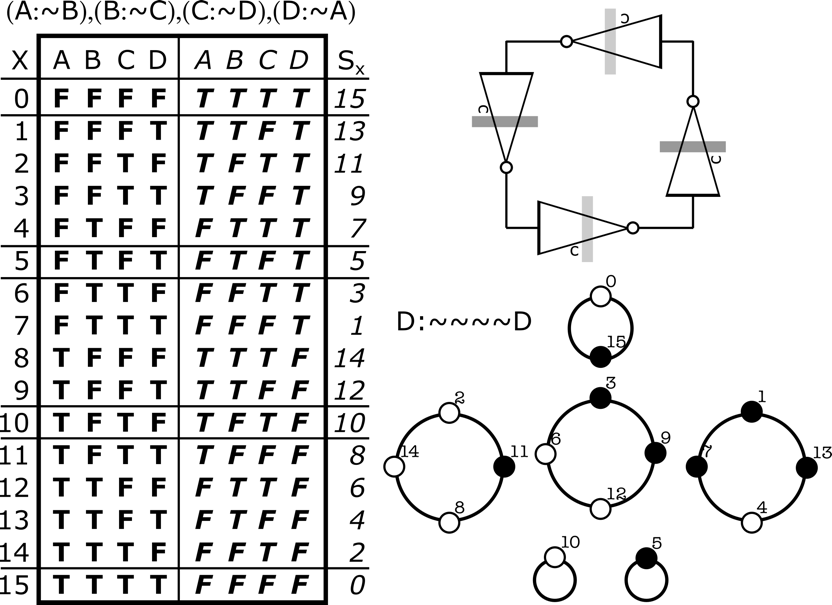 (A:~B),(B:~C),(C:~D),(D:~A)
X A B C D A B C D Sx
0 F F F F T T T T 15
1 F F F T T T F T 13
2 F F T F T F T T 11
3 F F T T T F F T 9
4 F T F F F T T T 7
5 F T F T F T F T 5
6 F T T F F F T T 3
7 F T T T F F F T 1
8 T F F F T T T F 14
9 T F F T T T F F 12
10 T F T F T F T F 10
11 T F T T T F F F 8
12 T T F F F T T F 6
13 T T F T F T F F 4
14 T T T F F F T F 2
15 T T T T F F F F 0
c
c
c
c
D:~~~~D
0
15
2
14
11
8
3
6
9
12
1
7
13
4
10
5